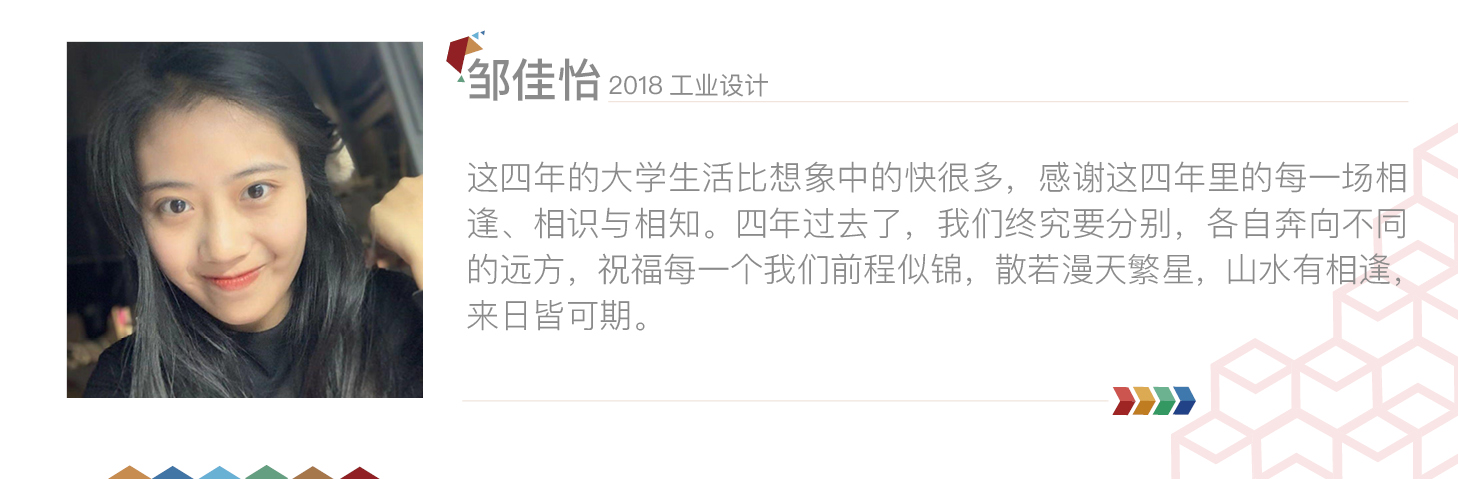 邹佳怡 2018 工业设计
这四年的大学生活比想象中的快很多，感谢这四年里的每一场相
逢、相识与相知。四年过去了，我们终究要分别，各自奔向不同
的远方，祝福每一个我们前程似锦，散若漫天繁星，山水有相逢，
来日皆可期。